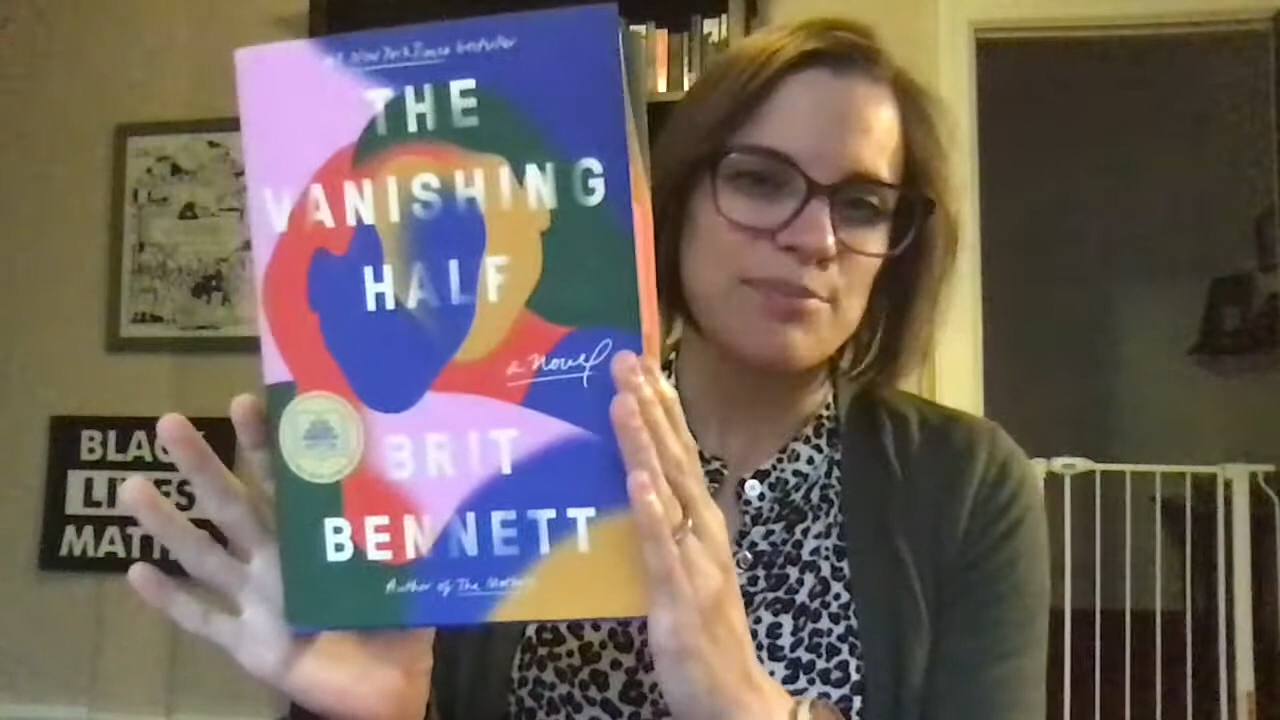 New York Times bestseller
THE
VANISHING
HALF
a novel
BRIT
BENNETT
Author of The Mothers
BLACK
LIVES
MATTER